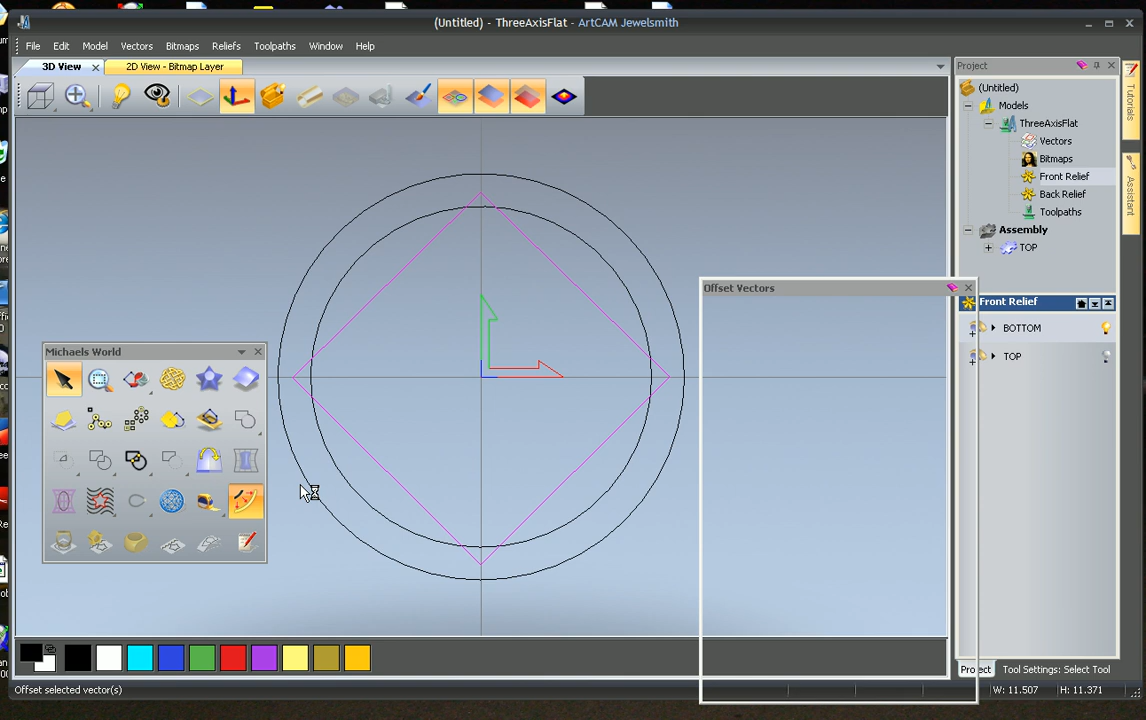 (Untitled) - ThreeAxisFlat - ArtCAM Jewelsmith
File Edit Model Vectors Bitmaps Reliefs Toolpaths Window Help
3D View
2D View - Bitmap Layer
Project
(Untitled)
Models
ThreeAxisFlat
Vectors
Bitmaps
Front Relief
Back Relief
Toolpaths
Assembly
TOP
Tutorials
Assistant
Offset Vectors
Front Relief
BOTTOM
TOP
Michaels World
Project
Tool Settings: Select Tool
Offset selected vector(s)
W: 11.507
H: 11.371